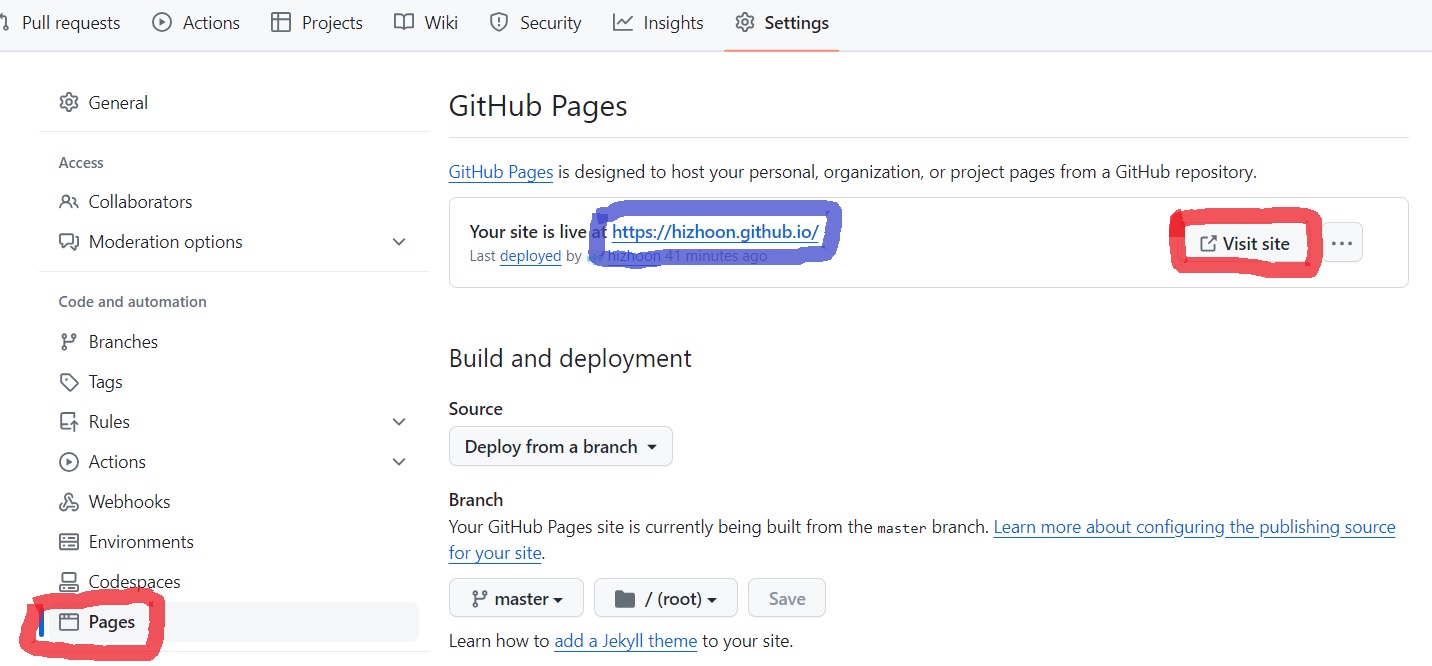 Pull requests Actions Projects Wiki Security Insights Settings
General
Access
Collaborators
Moderation options
Code and automation
Branches
Tags
Rules
Actions
Webhooks
Environments
Codespaces
Pages
GitHub Pages
GitHub Pages is designed to host your personal, organization, or project pages from a GitHub repository.
Your site is live at https://hizhoon.github.io/
Last deployed by hizhoon 41 minutes ago
Visit site
Build and deployment
Source
Deploy from a branch
Branch
Your GitHub Pages site is currently being built from the master branch. Learn more about configuring the publishing source
for your site.
master / (root) Save
Learn how to add a Jekyll theme to your site.